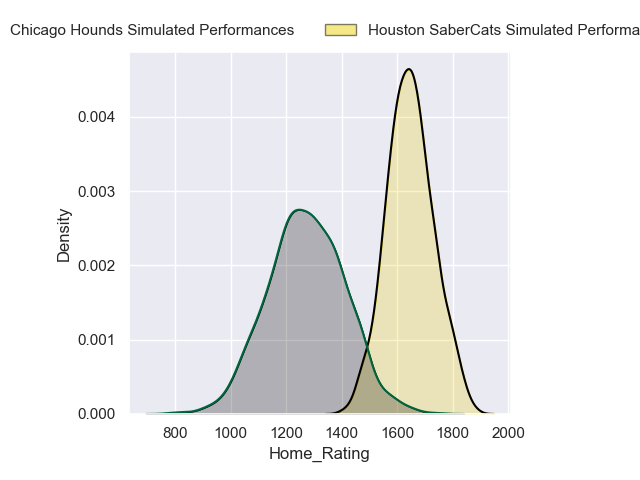 Chicago Hounds Simulated Performances
Houston SaberCats Simulated Performa
0.004
0.003
0.002
0.001
0.000
Density
800 1000 1200 1400 1600 1800 2000
Home_Rating